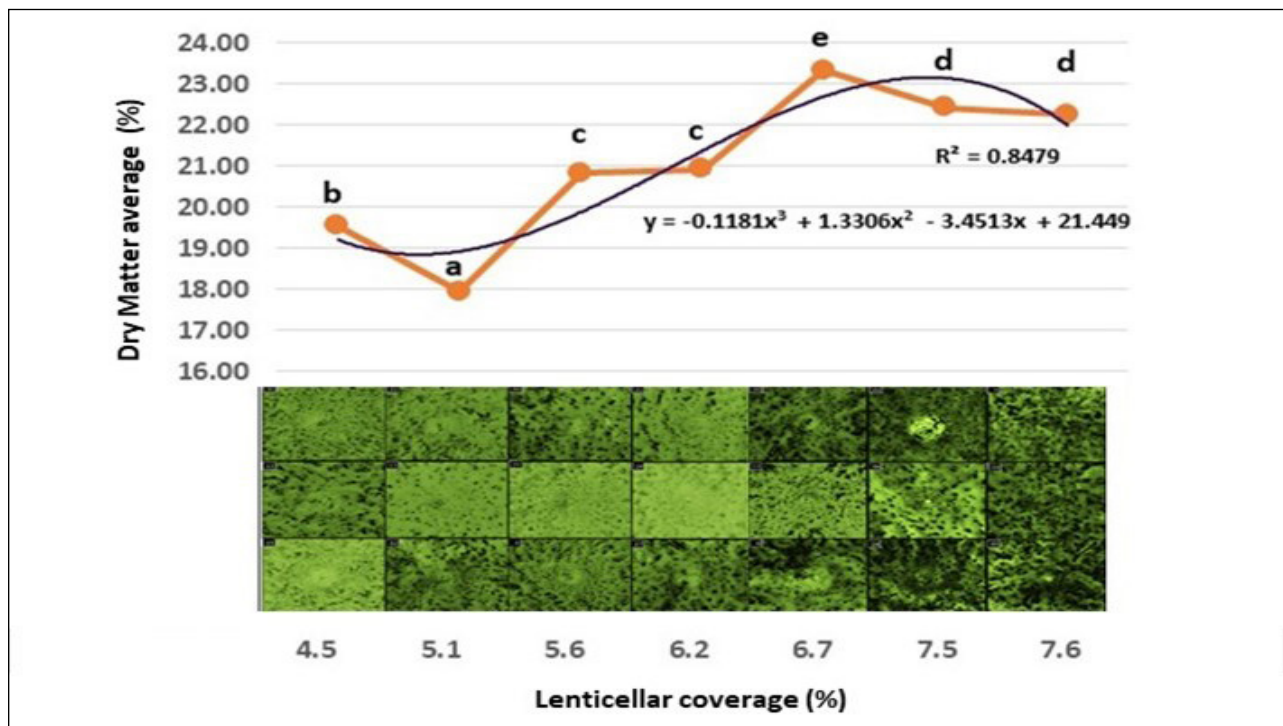 24.00
23.00
22.00
21.00
20.00
19.00
18.00
17.00
16.00
Dry Matter average (%)
b
a
c
c
e
d
d
R² = 0.8479
y = -0.1181x³ + 1.3306x² - 3.4513x + 21.449
4.5 5.1 5.6 6.2 6.7 7.5 7.6
Lenticellar coverage (%)